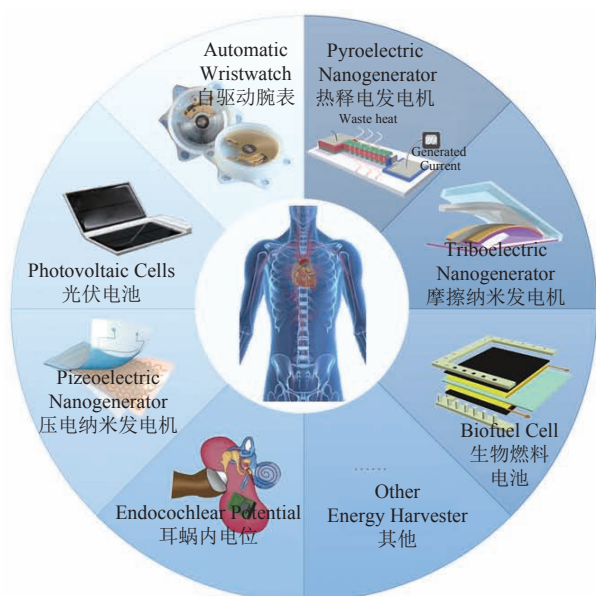 Automatic
Wristwatch
自驱动腕表
Pyroelectric
Nanogenerator
热释电发电机
Waste heat
Generated
Current
Triboelectric
Nanogenerator
摩擦纳米发电机
Biofuel Cell
生物燃料
电池
......
Other
Energy Harvester
其他
Endocochlear Potential
耳蜗内电位
Pizeoelectric
Nanogenerator
压电纳米发电机
Photovoltaic Cells
光伏电池